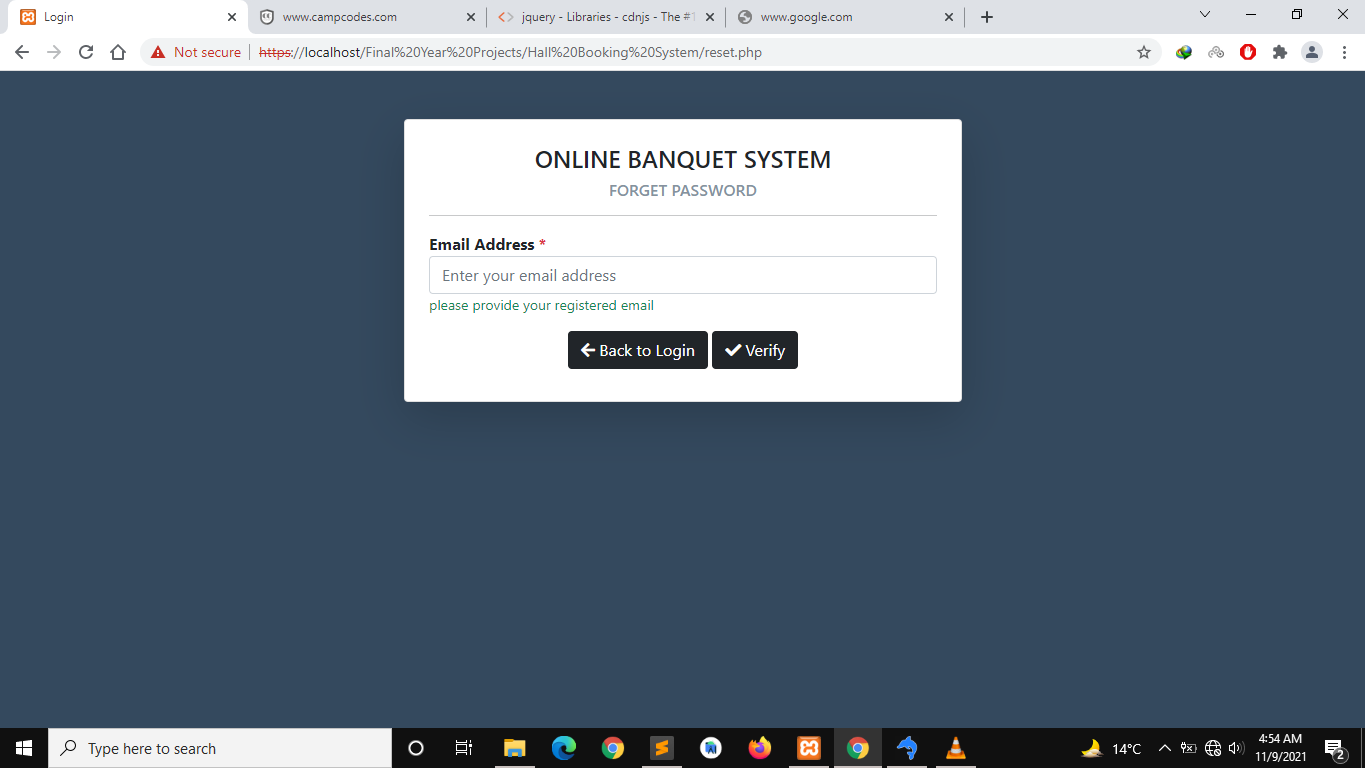 Login
www.campcodes.com
jquery - Libraries - cdnjs - The #1
www.google.com
Not secure
https://localhost/Final%20Year%20Projects/Hall%20Booking%20System/reset.php
ONLINE BANQUET SYSTEM
FORGET PASSWORD
Email Address *
Enter your email address
please provide your registered email
Back to Login
Verify
Type here to search
14°C
4:54 AM
11/9/2021
2